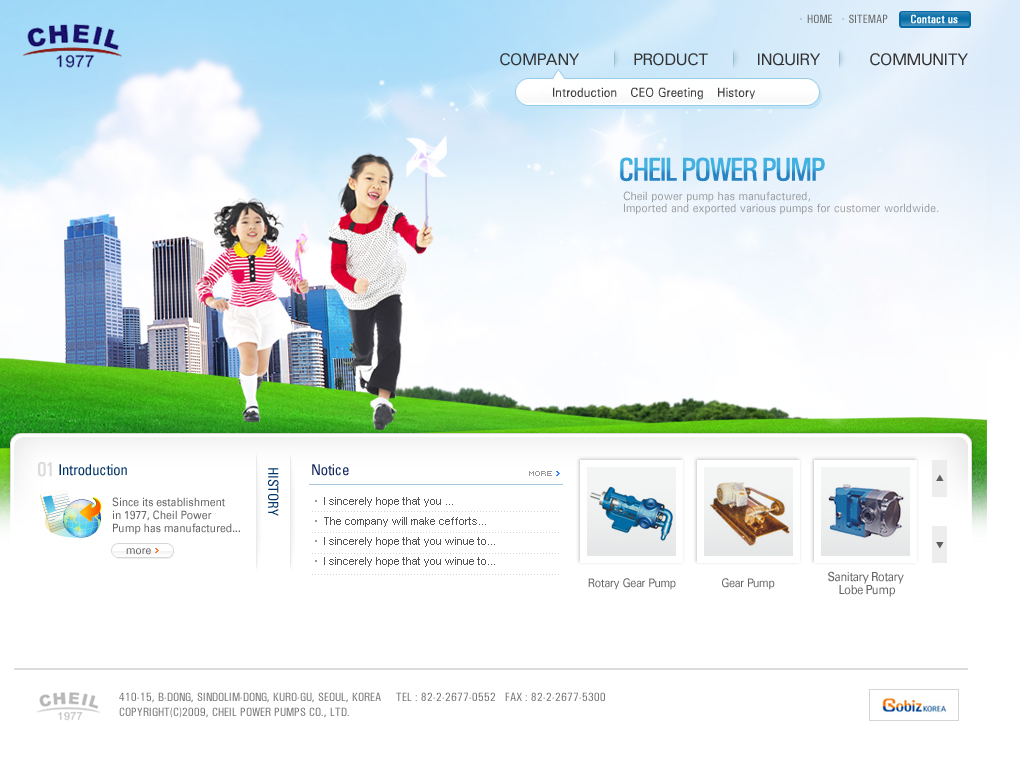 CHEIL
1977
HOME
SITEMAP
Contact us
COMPANY
PRODUCT
INQUIRY
COMMUNITY
Introduction
CEO Greeting
History
CHEIL POWER PUMP
Cheil power pump has manufactured,
Imported and exported various pumps for customer worldwide.
01 Introduction
Since its establishment
in 1977, Cheil Power
Pump has manufactured...
more
HISTORY
Notice
MORE
· I sincerely hope that you ...
· The company will make cefforts...
· I sincerely hope that you winue to...
· I sincerely hope that you winue to...
Rotary Gear Pump
Gear Pump
Sanitary Rotary
Lobe Pump
CHEIL
1977
410-15, B-DONG, SINDOLIM-DONG, KURO-GU, SEOUL, KOREA TEL : 82-2-2677-0552 FAX : 82-2-2677-5300
COPYRIGHT(C)2009, CHEIL POWER PUMPS CO., LTD.
Gobiz KOREA